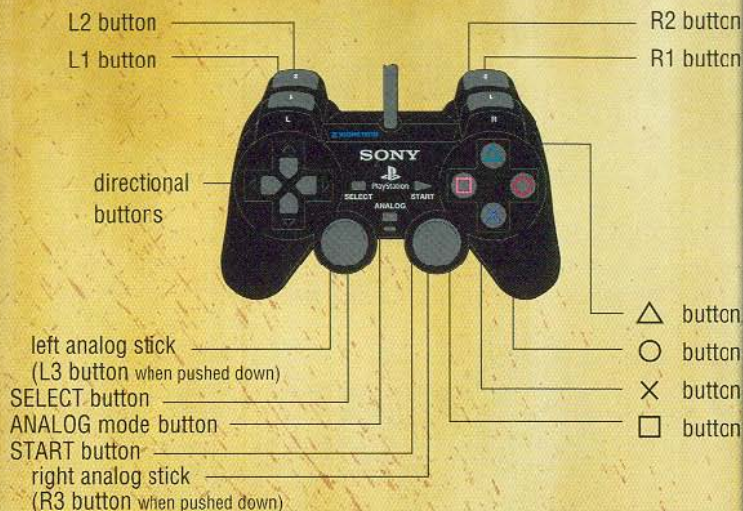 L2 button
L1 button
R2 button
R1 button
SONY
PlayStation
SELECT
START
ANALOG
L
R
directional
buttons
△ button
○ button
✕ button
□ button
left analog stick
(L3 button when pushed down)
SELECT button
ANALOG mode button
START button
right analog stick
(R3 button when pushed down)